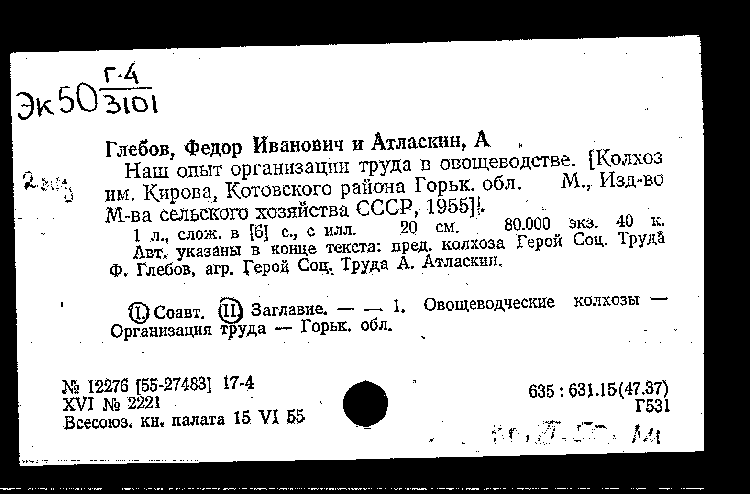 Эк50 Г-4
3101
Глебов, Федор Иванович и Атласкин, А
Наш опыт организации труда в овощеводстве. [Колхоз
им. Кирова, Котовского района Горьк. обл. М., Изд-во
М-ва сельского хозяйства СССР, 1955].
1 л., слож. в [6] с., с илл. 20 см. 80.000 экз. 40 к.
Авт. указаны в конце текста: пред. колхоза Герой Соц. Труда
Ф. Глебов, агр. Герой Соц. Труда А. Атласкин.
(I) Соавт. (II) Заглавие. — — 1. Овощеводческие колхозы —
Организация труда — Горьк. обл.
№ 12276 [55-27483] 17-4
635 : 631.15(47.37)
XVI № 2221
Г531
Всесоюз. кн. палата 15 VI 55